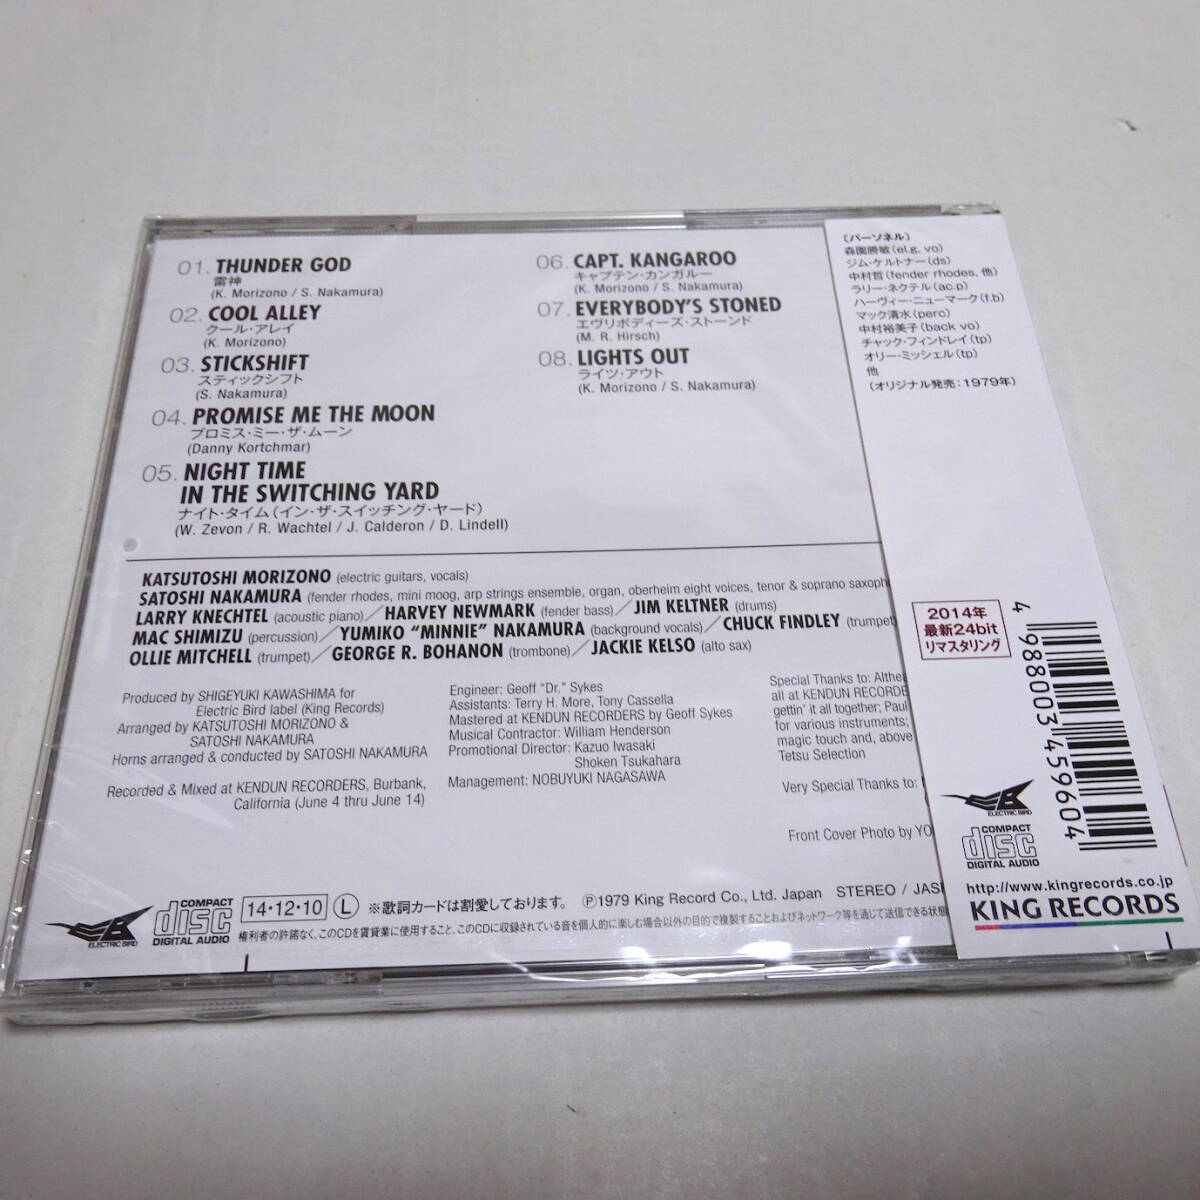 01. THUNDER GOD
雷神
(K. Morizono / S. Nakamura)
02. COOL ALLEY
クール・アレイ
(K. Morizono)
03. STICKSHIFT
スティックシフト
(S. Nakamura)
04. PROMISE ME THE MOON
プロミス・ミー・ザ・ムーン
(Danny Kortchmar)
05. NIGHT TIME
IN THE SWITCHING YARD
ナイト・タイム(イン・ザ・スイッチング・ヤード)
(W. Zevon / R. Wachtel / J. Calderon / D. Lindell)
06. CAPT. KANGAROO
キャプテン・カンガルー
(K. Morizono / S. Nakamura)
07. EVERYBODY'S STONED
エヴリボディーズ・ストーンド
(M. R. Hirsch)
08. LIGHTS OUT
ライツ・アウト
(K. Morizono / S. Nakamura)
KATSUTOSHI MORIZONO (electric guitars, vocals)
SATOSHI NAKAMURA (fender rhodes, mini moog, arp strings ensemble, organ, oberheim eight voices, tenor & soprano saxopho
LARRY KNECHTEL (acoustic piano)／HARVEY NEWMARK (fender bass)／JIM KELTNER (drums)
MAC SHIMIZU (percussion)／YUMIKO "MINNIE" NAKAMURA (background vocals)／CHUCK FINDLEY (trumpet
OLLIE MITCHELL (trumpet)／GEORGE R. BOHANON (trombone)／JACKIE KELSO (alto sax)
Produced by SHIGEYUKI KAWASHIMA for
Electric Bird label (King Records)
Arranged by KATSUTOSHI MORIZONO &
SATOSHI NAKAMURA
Horns arranged & conducted by SATOSHI NAKAMURA
Recorded & Mixed at KENDUN RECORDERS, Burbank,
California (June 4 thru June 14)
Engineer: Geoff "Dr." Sykes
Assistants: Terry H. More, Tony Cassella
Mastered at KENDUN RECORDERS by Geoff Sykes
Musical Contractor: William Henderson
Promotional Director: Kazuo Iwasaki
Shoken Tsukahara
Management: NOBUYUKI NAGASAWA
Special Thanks to: Althe
all at KENDUN RECORDE
gettin' it all together; Paul
for various instruments;
magic touch and, above
Tetsu Selection
Very Special Thanks to:
Front Cover Photo by YO
ELECTRIC BIRD
COMPACT
disc
DIGITAL AUDIO
14・12・10 L ※歌詞カードは割愛しております。 ℗1979 King Record Co., Ltd. Japan STEREO / JAS
権利者の許諾なく、このCDを賃貸業に使用すること、このCDに収録されている音を個人的に楽しむ場合以外の目的で複製することおよびネットワーク等を通じて送信できる状態
〔パーソネル〕
森園勝敏(el.g, vo)
ジム・ケルトナー(ds)
中村哲(fender rhodes, 他)
ラリー・ネクテル(ac.p)
ハーヴィー・ニューマーク(f.b)
マック清水(perc)
中村裕美子(back vo)
チャック・フィンドレイ(tp)
オリー・ミッシェル(tp)
他
(オリジナル発売：1979年)
2014年
最新24bit
リマスタリング
4 988003 459604
ELECTRIC BIRD
COMPACT
disc
DIGITAL AUDIO
http://www.kingrecords.co.jp
KING RECORDS